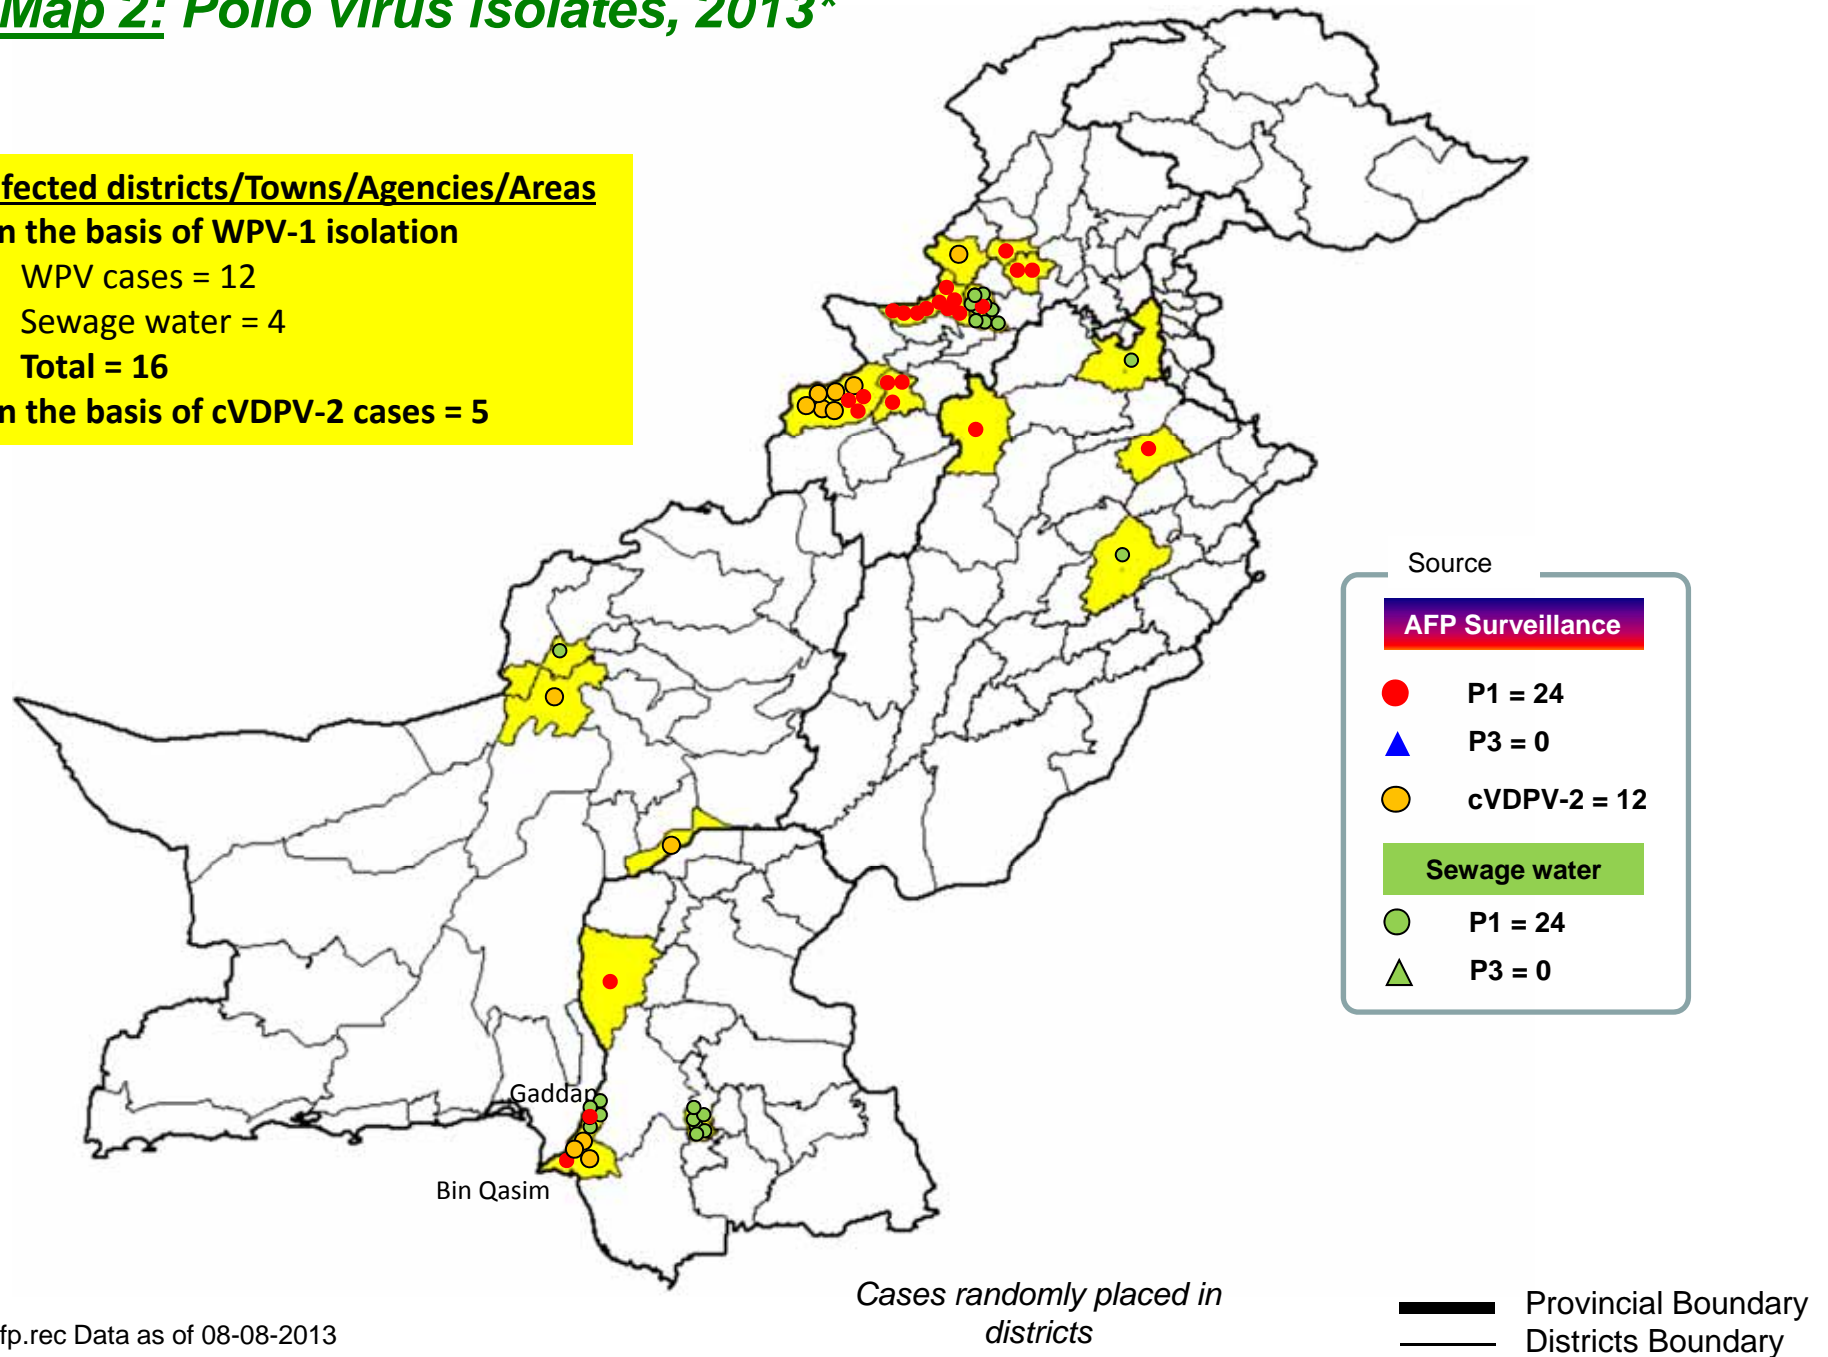 Map 2: Polio Virus Isolates, 2013*
fected districts/Towns/Agencies/Areas
n the basis of WPV-1 isolation
WPV cases = 12
Sewage water = 4
Total = 16
n the basis of cVDPV-2 cases = 5
Source
AFP Surveillance
P1 = 24
P3 = 0
cVDPV-2 = 12
Sewage water
P1 = 24
P3 = 0
Gaddap
Bin Qasim
Cases randomly placed in
districts
Provincial Boundary
Districts Boundary
fp.rec Data as of 08-08-2013